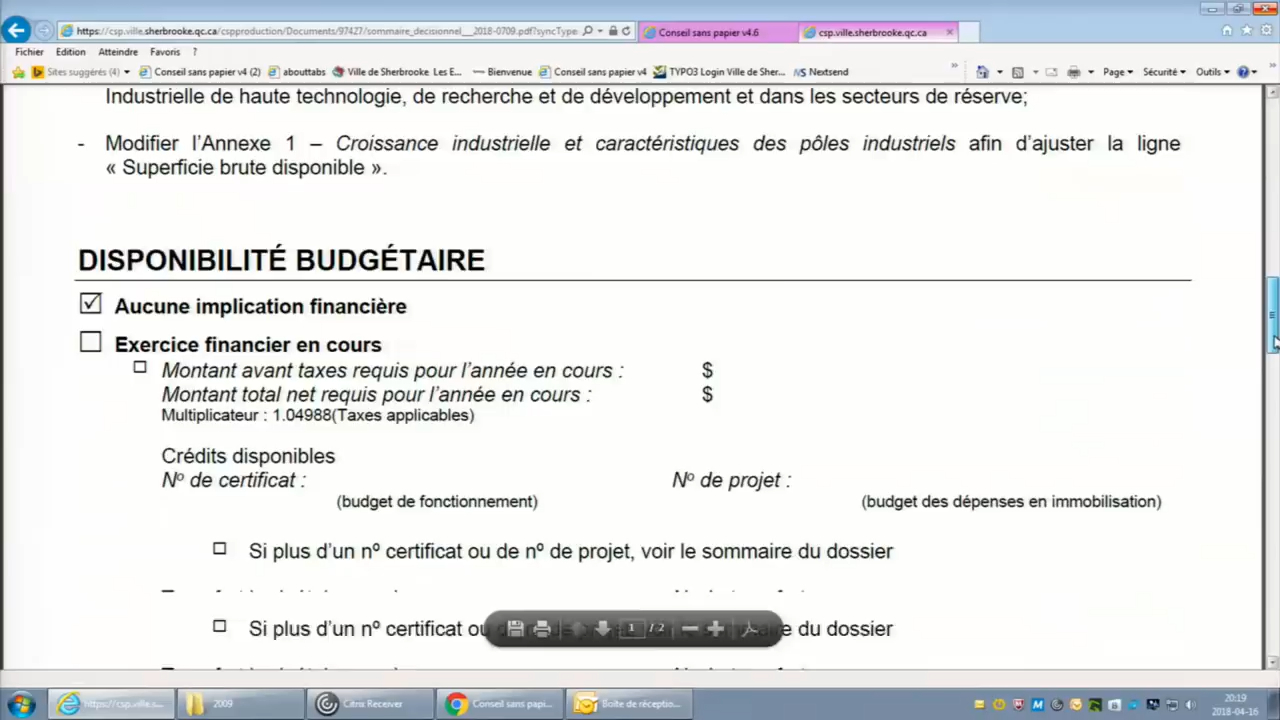 https://csp.ville.sherbrooke.qc.ca/cspproduction/Documents/97427/sommaire_decisionnel__2018-0709.pdf?syncType
Conseil sans papier v4.6
csp.ville.sherbrooke.qc.ca
Fichier Edition Atteindre Favoris ?
Sites suggérés (4) Conseil sans papier v4 (2) abouttabs Ville de Sherbrooke. Les E... Bienvenue Conseil sans papier v4 TYPO3 Login Ville de Sher... NS Nextsend Page Sécurité Outils
Industrielle de haute technologie, de recherche et de développement et dans les secteurs de réserve;
- Modifier l'Annexe 1 – Croissance industrielle et caractéristiques des pôles industriels afin d'ajuster la ligne
« Superficie brute disponible ».
DISPONIBILITÉ BUDGÉTAIRE
Aucune implication financière
Exercice financier en cours
Montant avant taxes requis pour l'année en cours : $
Montant total net requis pour l'année en cours : $
Multiplicateur : 1.04988(Taxes applicables)
Crédits disponibles
Nº de certificat : Nº de projet :
(budget de fonctionnement) (budget des dépenses en immobilisation)
Si plus d'un nº certificat ou de nº de projet, voir le sommaire du dossier
Si plus d'un nº certificat ou du dossier
1 / 2
https://csp.ville.s... 2009 Citrix Receiver Conseil sans papi... Boîte de réceptio...
20:19
2018-04-16